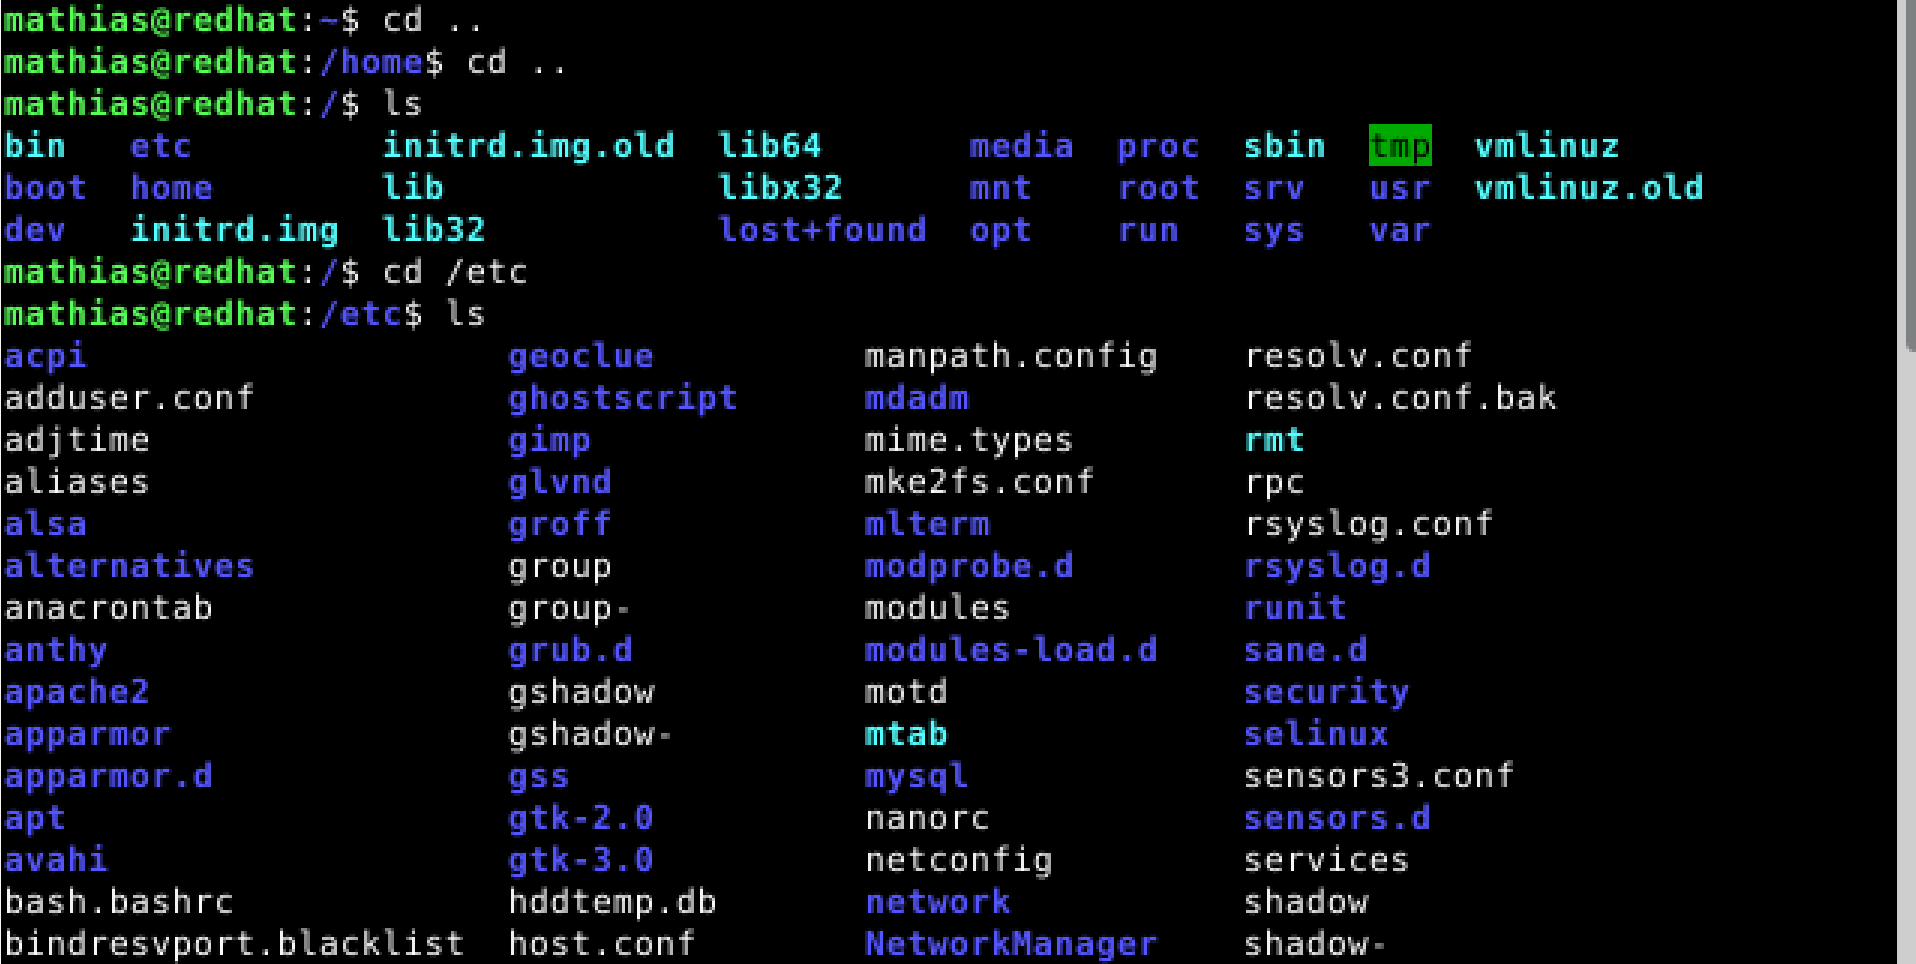 mathias@redhat:~$ cd ..
mathias@redhat:/home$ cd ..
mathias@redhat:/$ ls
bin   etc         initrd.img.old  lib64       media  proc  sbin  tmp  vmlinuz
boot  home        lib             libx32      mnt    root  srv   usr  vmlinuz.old
dev   initrd.img  lib32           lost+found  opt    run   sys   var
mathias@redhat:/$ cd /etc
mathias@redhat:/etc$ ls
acpi                    geoclue          manpath.config    resolv.conf
adduser.conf            ghostscript      mdadm             resolv.conf.bak
adjtime                 gimp             mime.types        rmt
aliases                 glvnd            mke2fs.conf       rpc
alsa                    groff            mlterm            rsyslog.conf
alternatives            group            modprobe.d        rsyslog.d
anacrontab              group-           modules           runit
anthy                   grub.d           modules-load.d    sane.d
apache2                 gshadow          motd              security
apparmor                gshadow-         mtab              selinux
apparmor.d              gss              mysql             sensors3.conf
apt                     gtk-2.0          nanorc            sensors.d
avahi                   gtk-3.0          netconfig         services
bash.bashrc             hddtemp.db       network           shadow
bindresvport.blacklist  host.conf        NetworkManager    shadow-